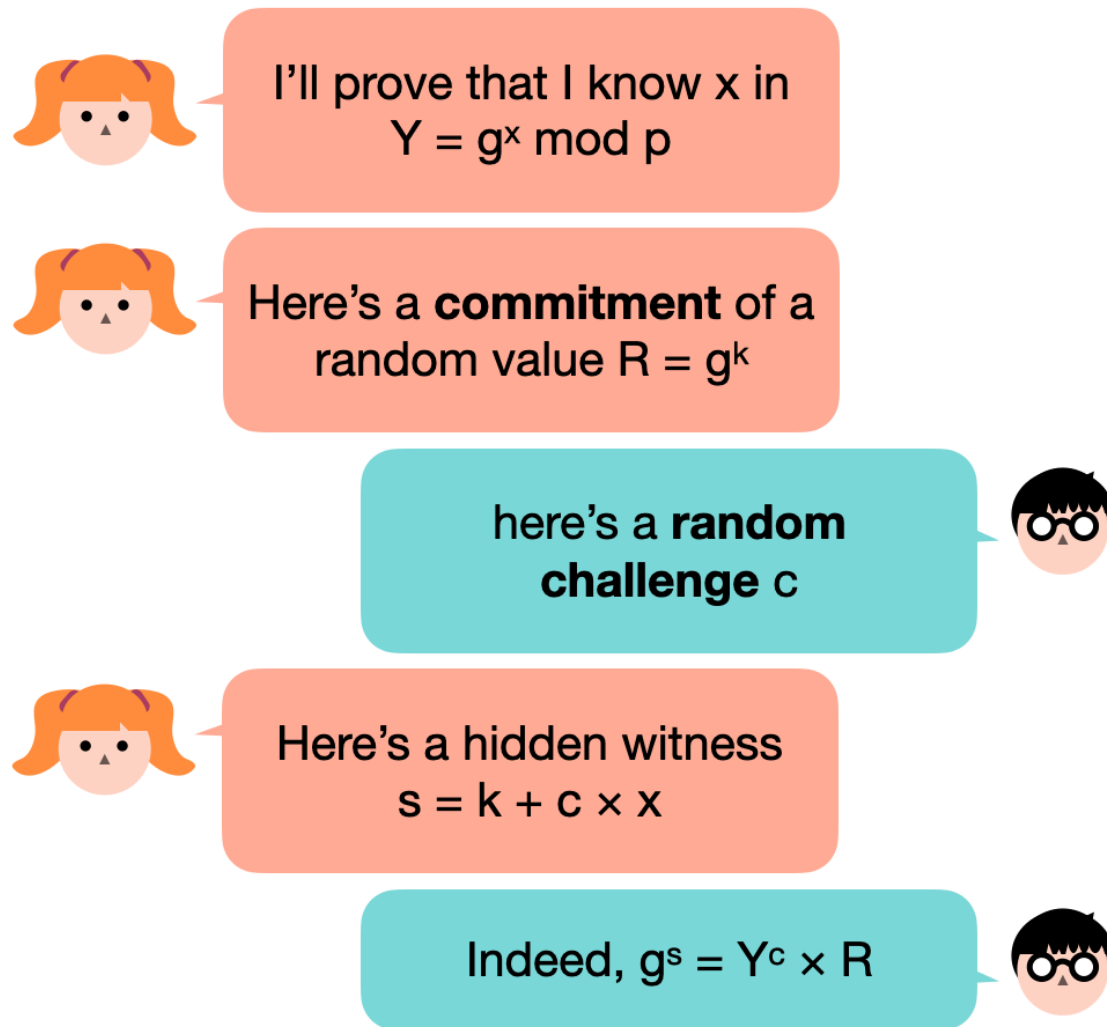 I’ll prove that I know x in
Y = gˣ mod p
Here’s a commitment of a
random value R = gᵏ
here’s a random
challenge c
Here’s a hidden witness
s = k + c × x
Indeed, gˢ = Yᶜ × R